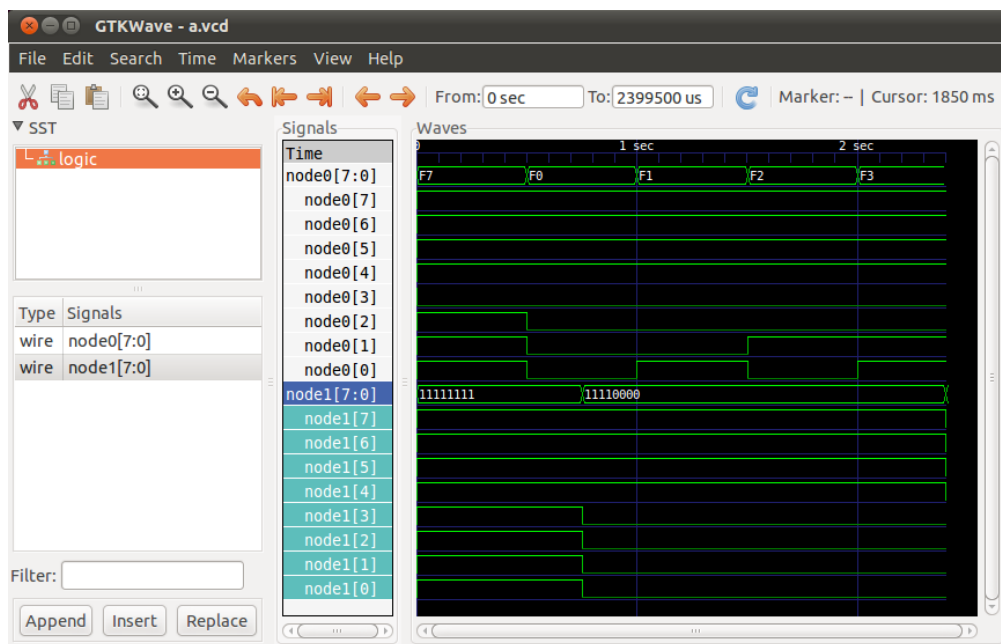 GTKWave - a.vcd
File Edit Search Time Markers View Help
From: 0 sec To: 2399500 us Marker: -- | Cursor: 1850 ms
SST
logic
Type Signals
wire node0[7:0]
wire node1[7:0]
Filter:
Append Insert Replace
Signals
Time
node0[7:0]
node0[7]
node0[6]
node0[5]
node0[4]
node0[3]
node0[2]
node0[1]
node0[0]
node1[7:0]
node1[7]
node1[6]
node1[5]
node1[4]
node1[3]
node1[2]
node1[1]
node1[0]
Waves
0 1 sec 2 sec
F7 F0 F1 F2 F3
11111111 11110000